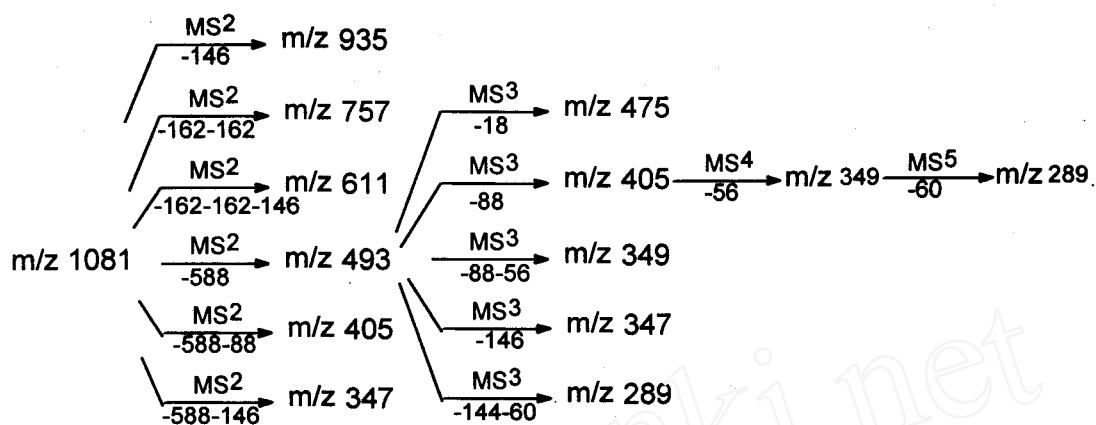 MS2
-146
m/z 935
MS2
-162-162
m/z 757
MS2
-162-162-146
m/z 611
m/z 1081
MS2
-588
m/z 493
MS2
-588-88
m/z 405
MS2
-588-146
m/z 347
MS3
-18
m/z 475
MS3
-88
m/z 405
MS4
-56
m/z 349
MS5
-60
m/z 289
MS3
-88-56
m/z 349
MS3
-146
m/z 347
MS3
-144-60
m/z 289